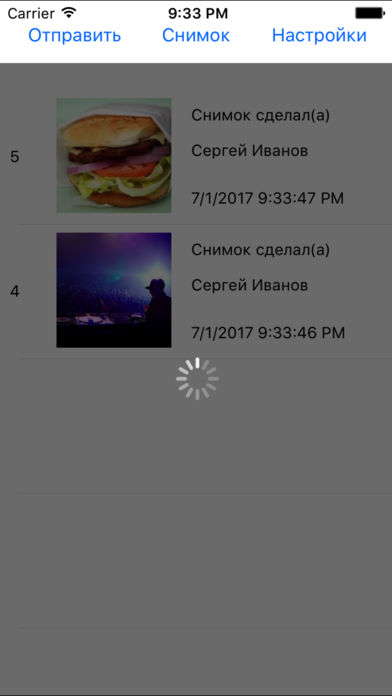 Carrier 9:33 PM
Отправить Снимок Настройки
5
Снимок сделал(а)
Сергей Иванов
7/1/2017 9:33:47 PM
4
Снимок сделал(а)
Сергей Иванов
7/1/2017 9:33:46 PM